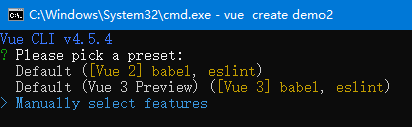 C:\Windows\System32\cmd.exe - vue  create demo2
Vue CLI v4.5.4
? Please pick a preset:
  Default ([Vue 2] babel, eslint)
  Default (Vue 3 Preview) ([Vue 3] babel, eslint)
> Manually select features